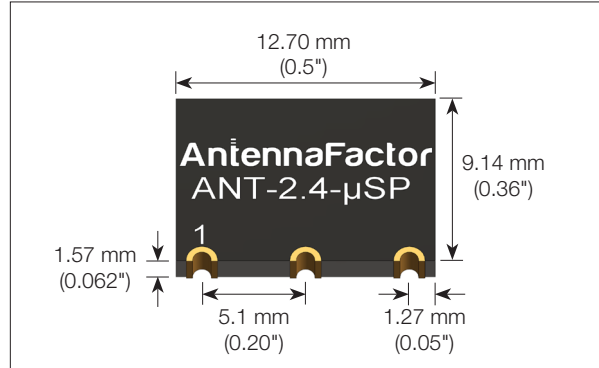 12.70 mm
(0.5")
AntennaFactor
ANT-2.4-μSP
9.14 mm
(0.36")
1
1.57 mm
(0.062")
5.1 mm
(0.20")
1.27 mm
(0.05")